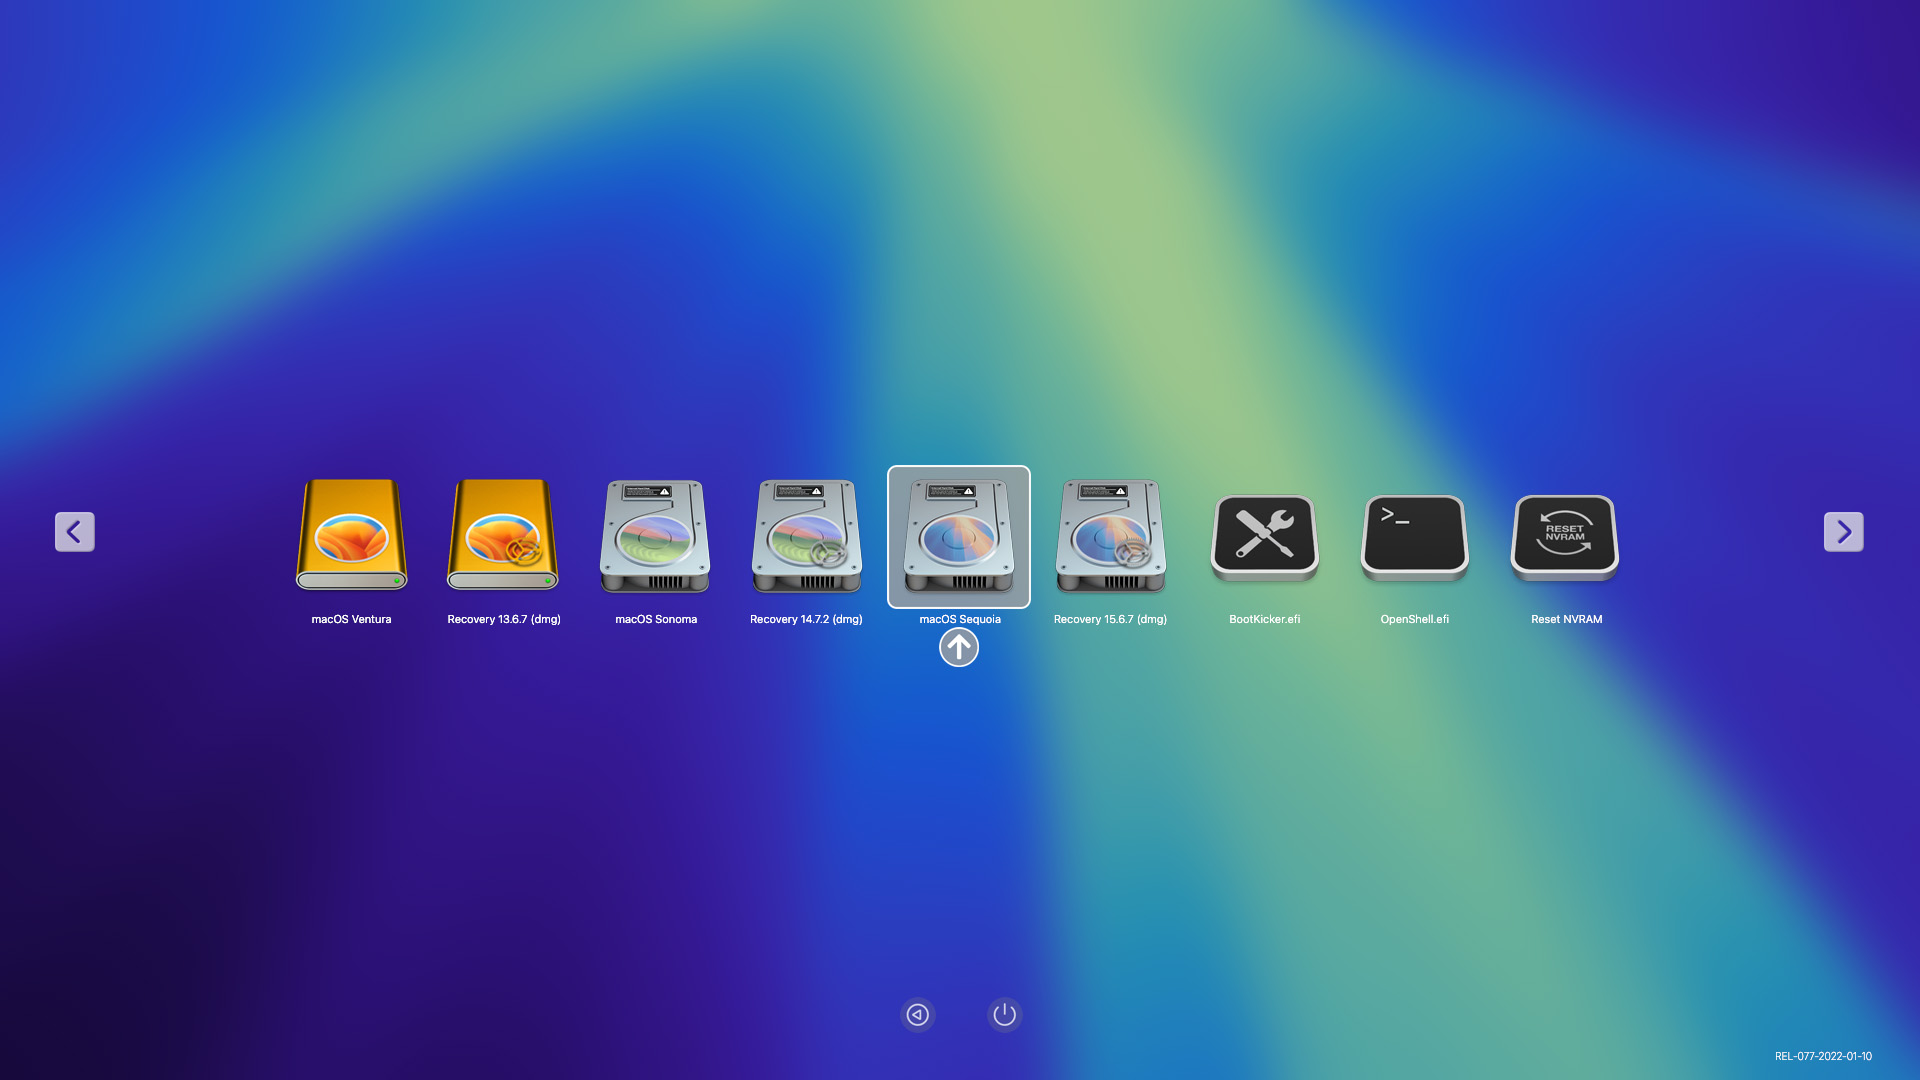 >_
RESET
NVRAM
macOS Ventura
Recovery 13.6.7 (dmg)
macOS Sonoma
Recovery 14.7.2 (dmg)
macOS Sequoia
Recovery 15.6.7 (dmg)
BootKicker.efi
OpenShell.efi
Reset NVRAM
REL-077-2022-01-10